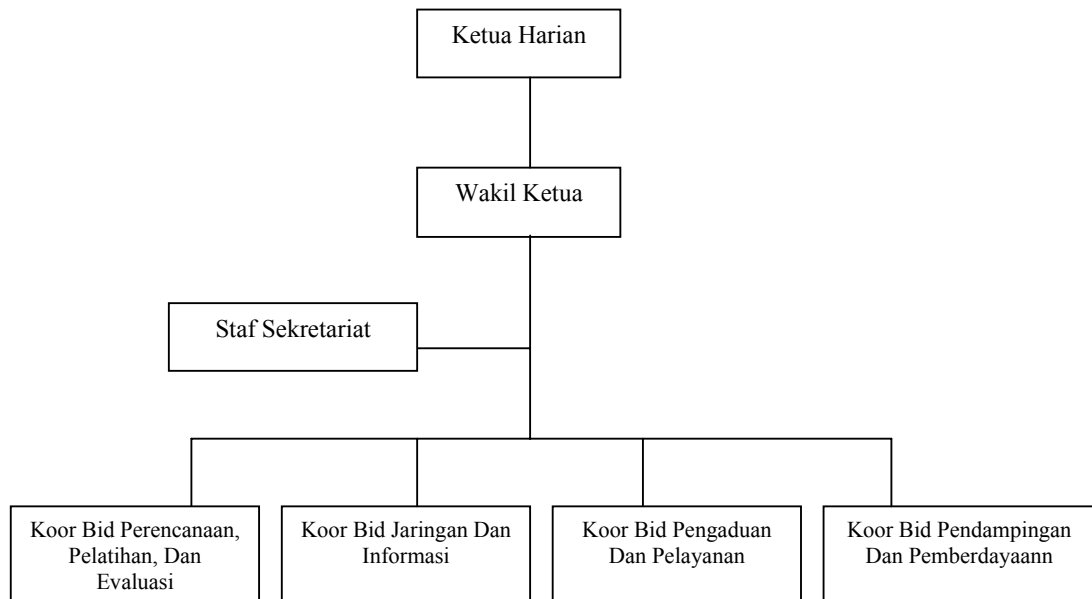 Ketua Harian
Wakil Ketua
Staf Sekretariat
Koor Bid Perencanaan,
Pelatihan, Dan
Evaluasi
Koor Bid Jaringan Dan
Informasi
Koor Bid Pengaduan
Dan Pelayanan
Koor Bid Pendampingan
Dan Pemberdayaann